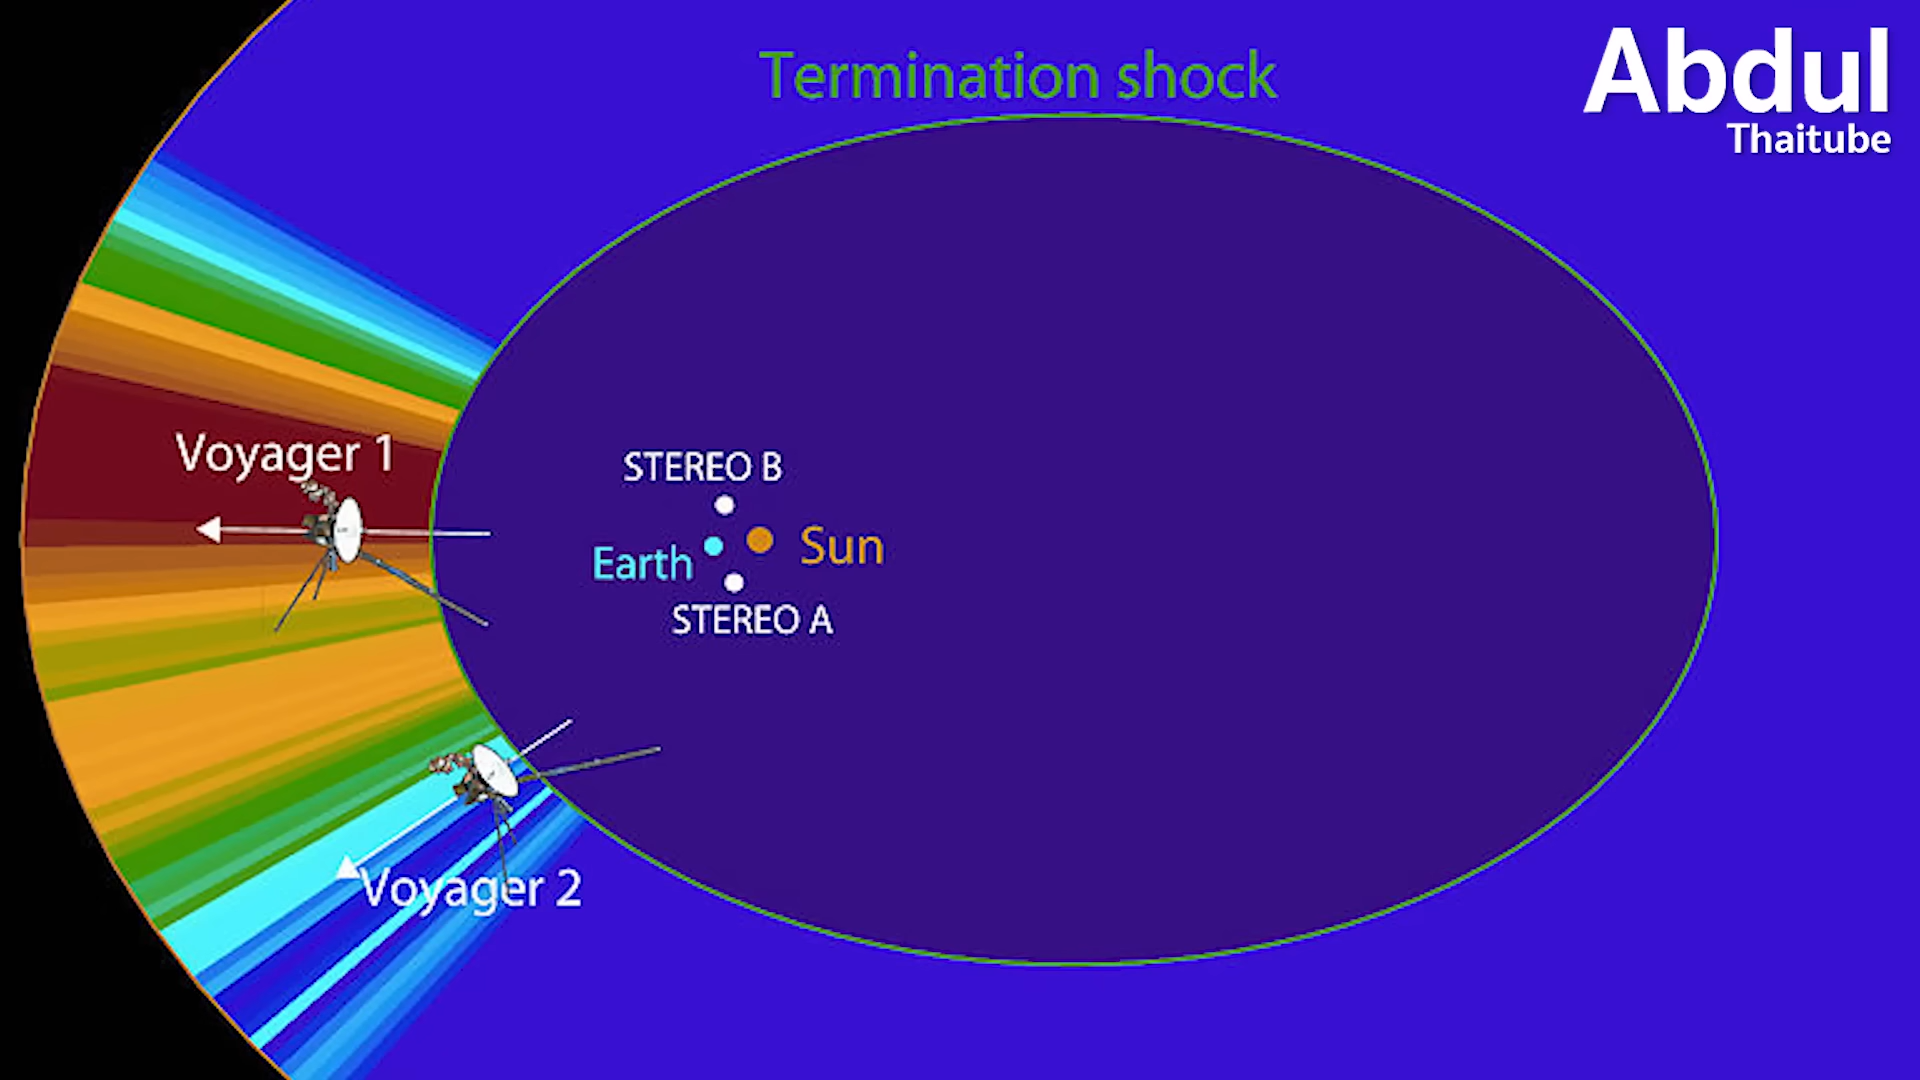 Termination shock
Abdul
Thaitube
Voyager 1
STEREO B
Earth
Sun
STEREO A
Voyager 2